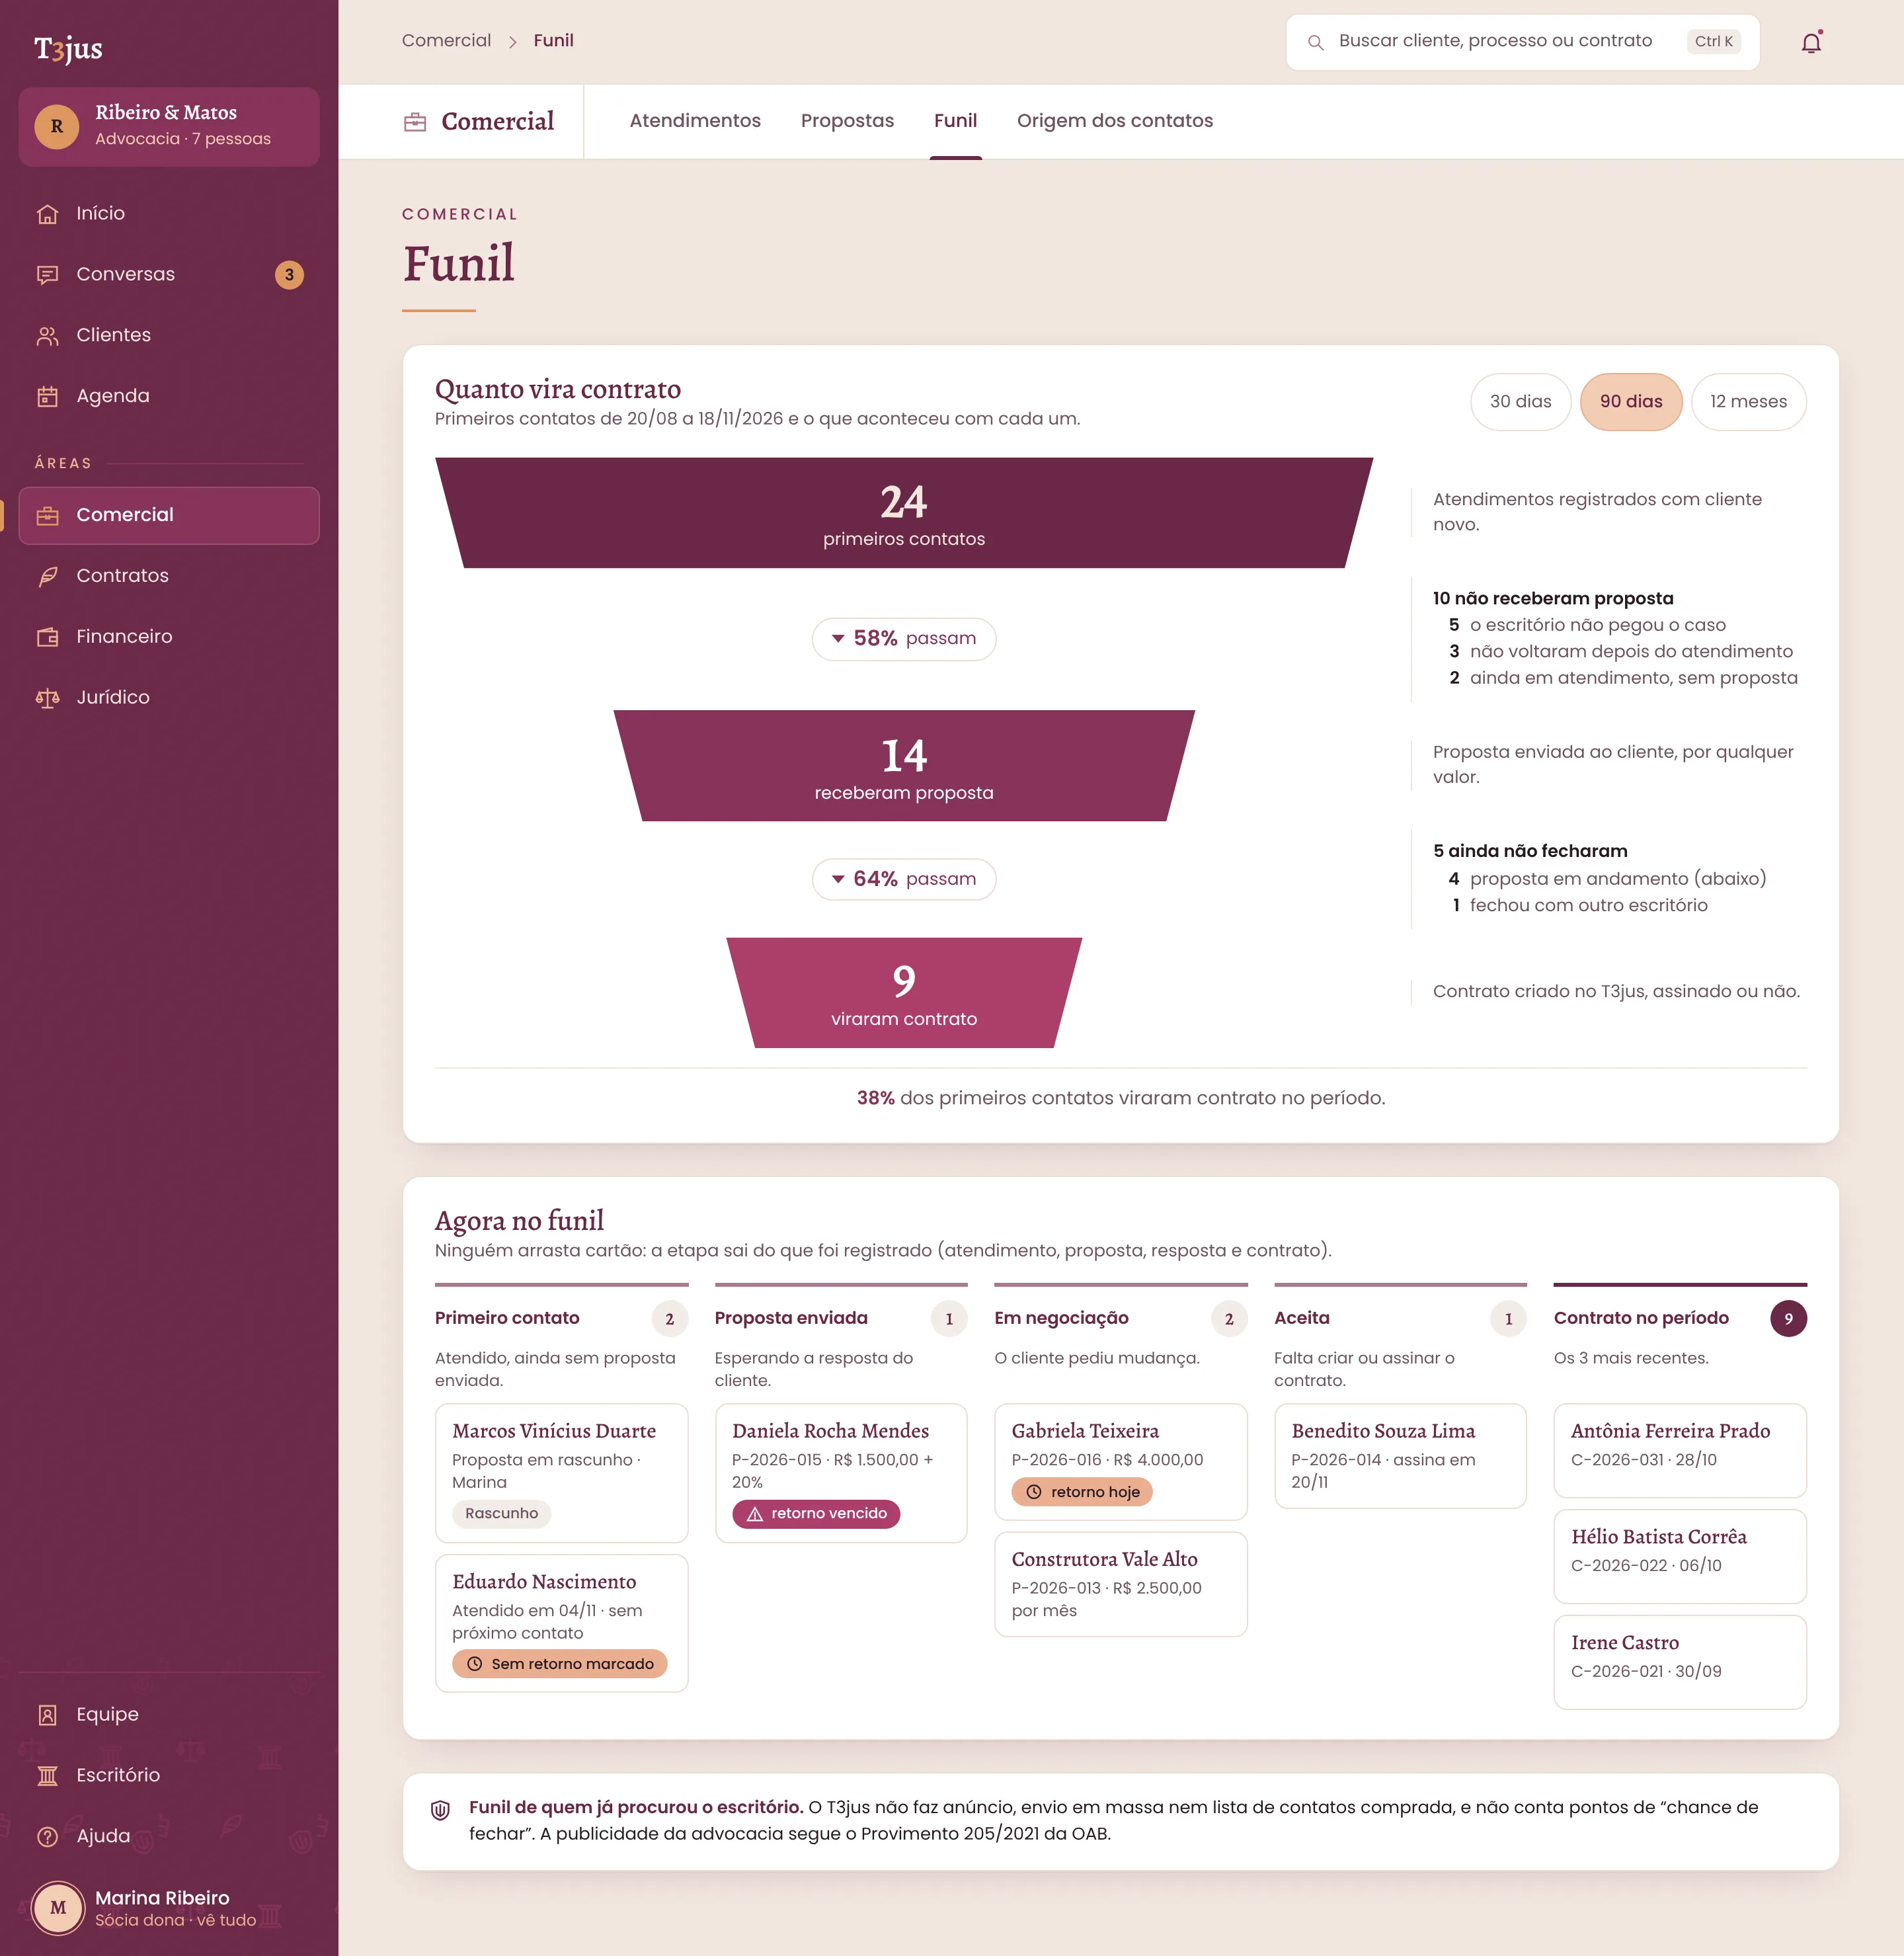 T3jus
R
Ribeiro & Matos
Advocacia · 7 pessoas
Início
Conversas
3
Clientes
Agenda
ÁREAS
Comercial
Contratos
Financeiro
Jurídico
Equipe
Escritório
Ajuda
M
Marina Ribeiro
Sócia dona · vê tudo
Comercial
Funil
Buscar cliente, processo ou contrato
Ctrl K
Comercial
Atendimentos
Propostas
Funil
Origem dos contatos
COMERCIAL
Funil
Quanto vira contrato
Primeiros contatos de 20/08 a 18/11/2026 e o que aconteceu com cada um.
30 dias
90 dias
12 meses
24
primeiros contatos
Atendimentos registrados com cliente
novo.
58% passam
10 não receberam proposta
5 o escritório não pegou o caso
3 não voltaram depois do atendimento
2 ainda em atendimento, sem proposta
14
receberam proposta
Proposta enviada ao cliente, por qualquer
valor.
64% passam
5 ainda não fecharam
4 proposta em andamento (abaixo)
1 fechou com outro escritório
9
viraram contrato
Contrato criado no T3jus, assinado ou não.
38% dos primeiros contatos viraram contrato no período.
Agora no funil
Ninguém arrasta cartão: a etapa sai do que foi registrado (atendimento, proposta, resposta e contrato).
Primeiro contato
2
Atendido, ainda sem proposta
enviada.
Marcos Vinícius Duarte
Proposta em rascunho ·
Marina
Rascunho
Eduardo Nascimento
Atendido em 04/11 · sem
próximo contato
Sem retorno marcado
Proposta enviada
1
Esperando a resposta do
cliente.
Daniela Rocha Mendes
P-2026-015 · R$ 1.500,00 +
20%
retorno vencido
Em negociação
2
O cliente pediu mudança.
Gabriela Teixeira
P-2026-016 · R$ 4.000,00
retorno hoje
Construtora Vale Alto
P-2026-013 · R$ 2.500,00
por mês
Aceita
1
Falta criar ou assinar o
contrato.
Benedito Souza Lima
P-2026-014 · assina em
20/11
Contrato no período
9
Os 3 mais recentes.
Antônia Ferreira Prado
C-2026-031 · 28/10
Hélio Batista Corrêa
C-2026-022 · 06/10
Irene Castro
C-2026-021 · 30/09
Funil de quem já procurou o escritório. O T3jus não faz anúncio, envio em massa nem lista de contatos comprada, e não conta pontos de “chance de
fechar”. A publicidade da advocacia segue o Provimento 205/2021 da OAB.